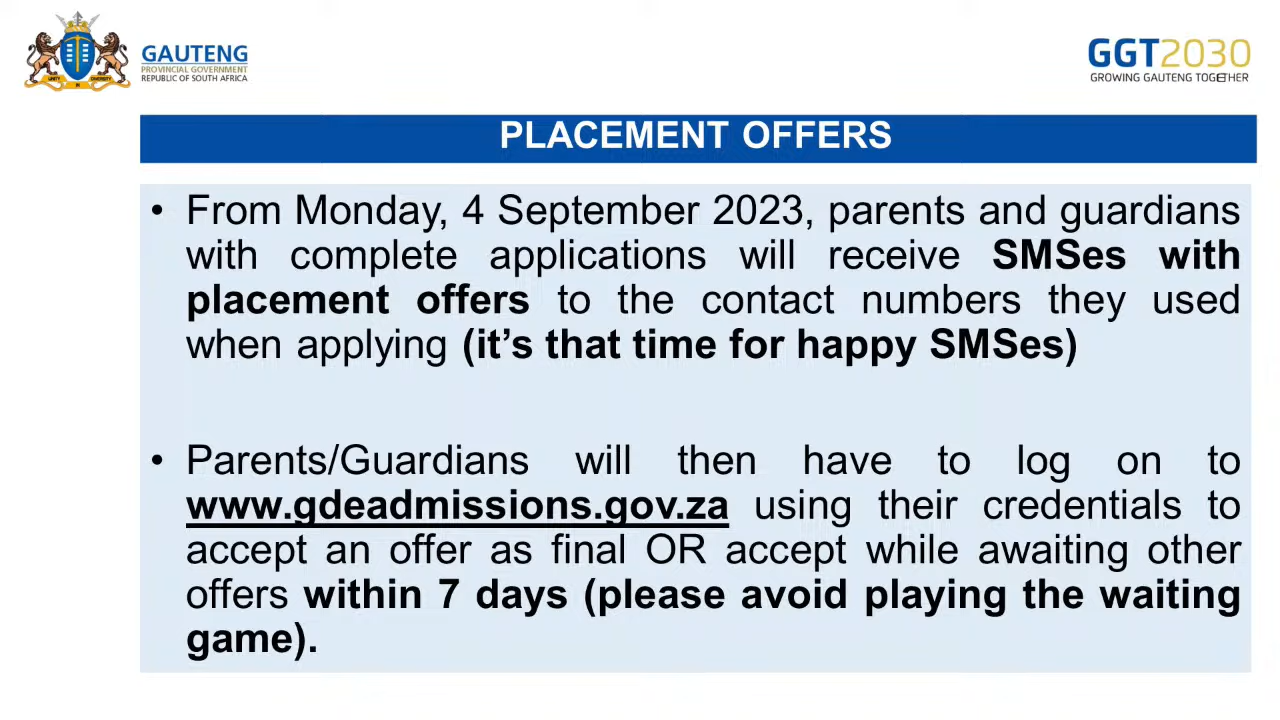 GAUTENG
PROVINCIAL GOVERNMENT
REPUBLIC OF SOUTH AFRICA
UNITY IN DIVERSITY
GGT2030
GROWING GAUTENG TOGETHER
PLACEMENT OFFERS
• From Monday, 4 September 2023, parents and guardians
with complete applications will receive SMSes with
placement offers to the contact numbers they used
when applying (it’s that time for happy SMSes)
• Parents/Guardians will then have to log on to
www.gdeadmissions.gov.za using their credentials to
accept an offer as final OR accept while awaiting other
offers within 7 days (please avoid playing the waiting
game).